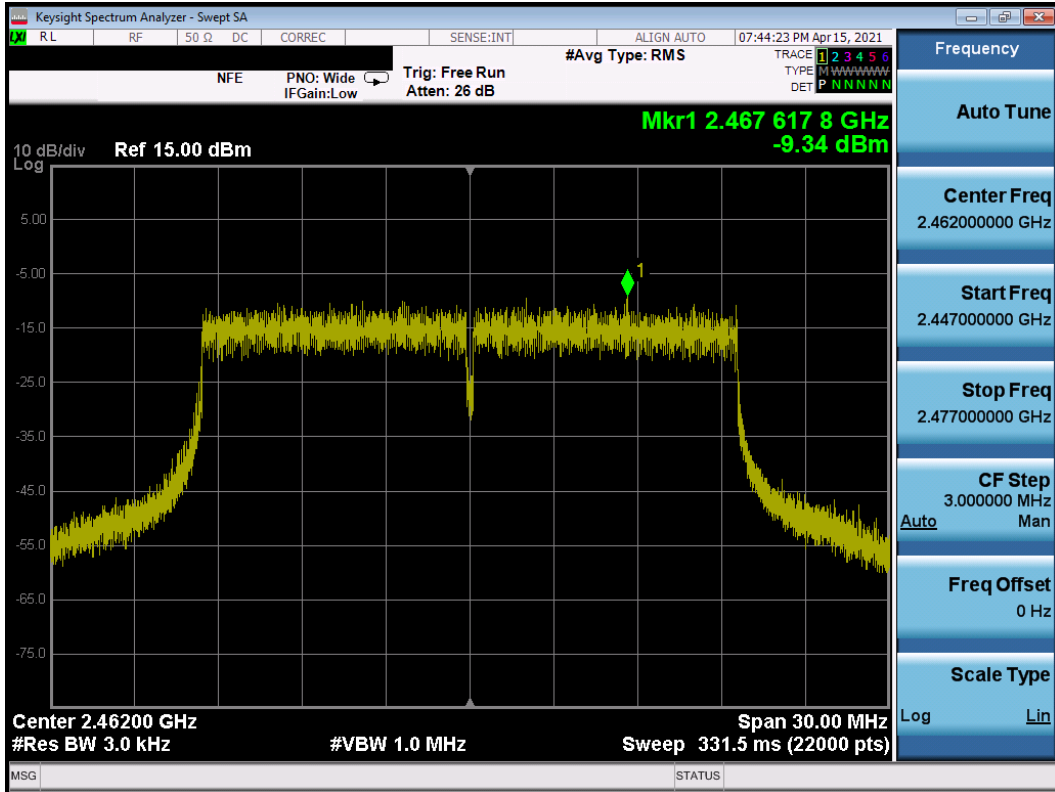 Keysight Spectrum Analyzer - Swept SA
LXI RL RF 50 Ω DC CORREC SENSE:INT ALIGN AUTO 07:44:23 PM Apr 15, 2021
NFE PNO: Wide Trig: Free Run #Avg Type: RMS TRACE 1 2 3 4 5 6
IFGain:Low Atten: 26 dB TYPE M WWWWW
DET P N N N N N
Mkr1 2.467 617 8 GHz
-9.34 dBm
10 dB/div Ref 15.00 dBm
Log
5.00
-5.00
1
-15.0
-25.0
-35.0
-45.0
-55.0
-65.0
-75.0
Center 2.46200 GHz Span 30.00 MHz
#Res BW 3.0 kHz #VBW 1.0 MHz Sweep 331.5 ms (22000 pts)
MSG STATUS
Frequency
Auto Tune
Center Freq
2.462000000 GHz
Start Freq
2.447000000 GHz
Stop Freq
2.477000000 GHz
CF Step
3.000000 MHz
Auto Man
Freq Offset
0 Hz
Scale Type
Log Lin